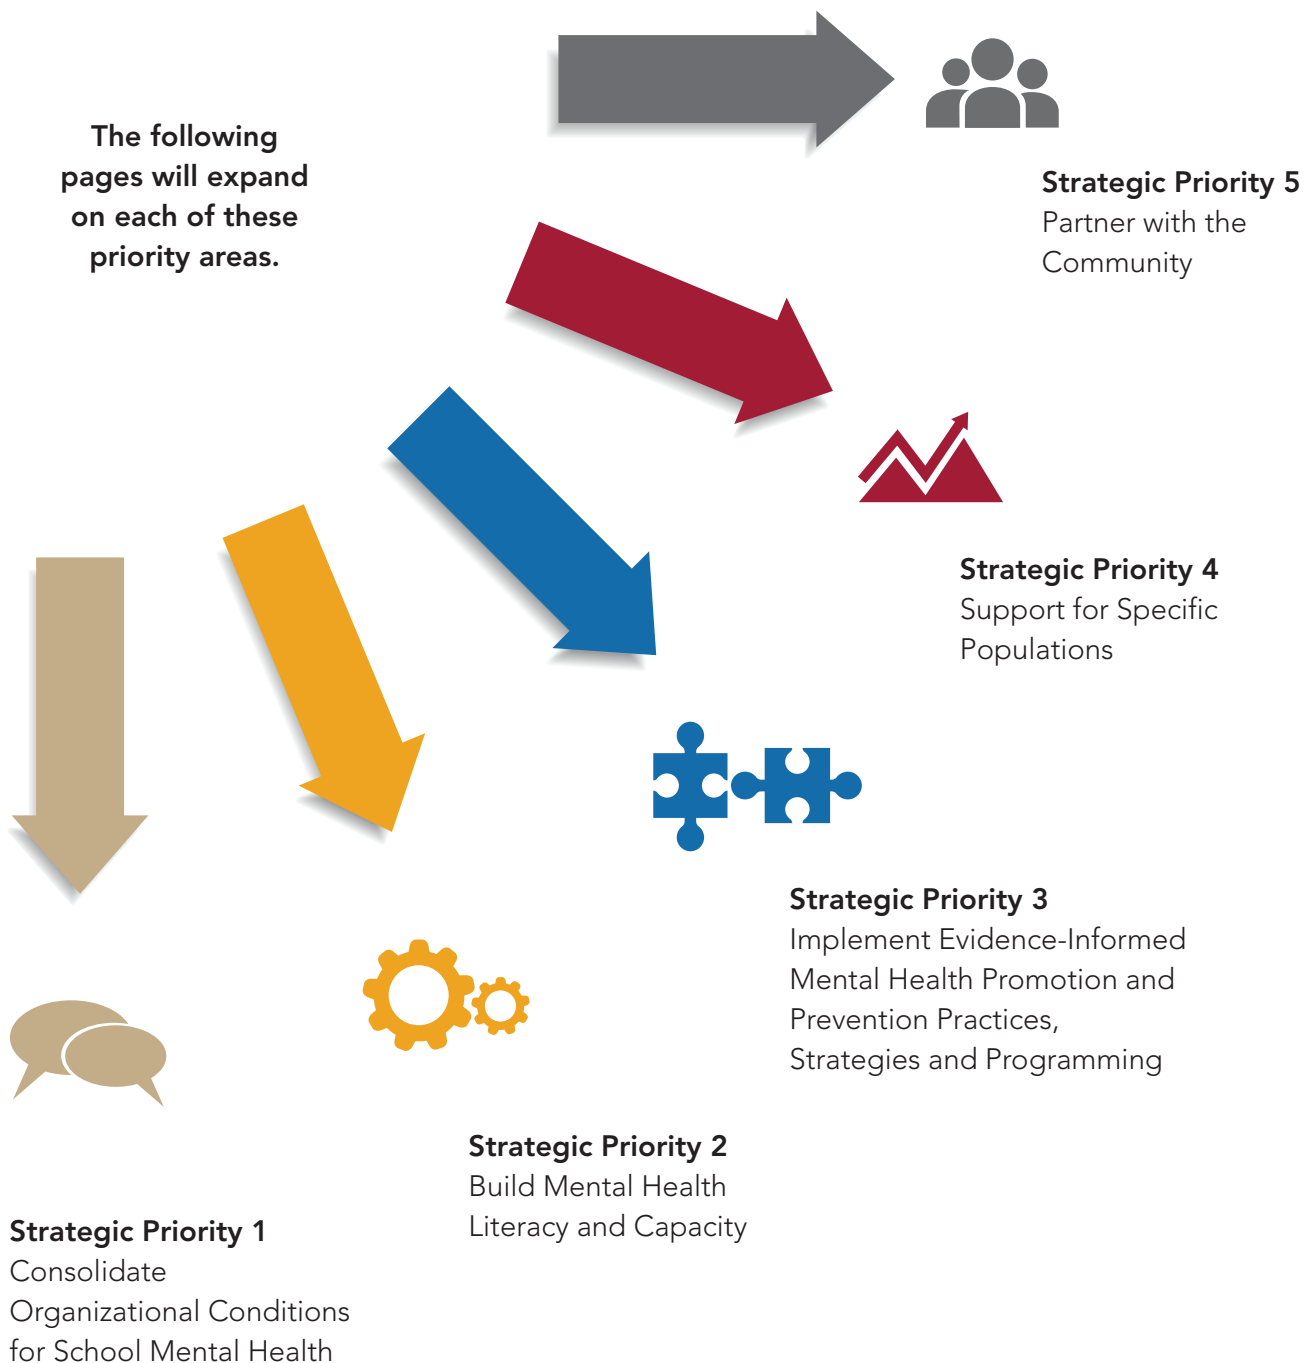 The following
pages will expand
on each of these
priority areas.
Strategic Priority 5
Partner with the
Community
Strategic Priority 4
Support for Specific
Populations
Strategic Priority 3
Implement Evidence-Informed
Mental Health Promotion and
Prevention Practices,
Strategies and Programming
Strategic Priority 2
Build Mental Health
Literacy and Capacity
Strategic Priority 1
Consolidate
Organizational Conditions
for School Mental Health